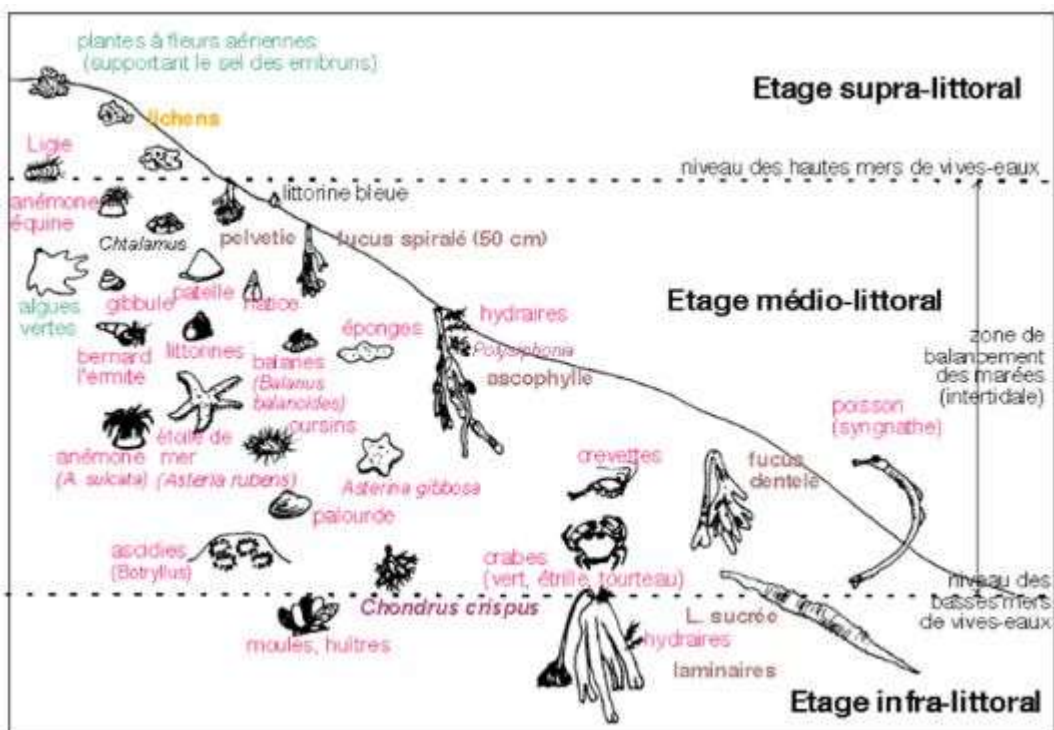 plantes à fleurs aériennes
(supportant le sel des embruns)
Etage supra-littoral
lichens
Ligie
niveau des hautes mers de vives-eaux
anémone
équine
littorine bleue
Chtalamus
pelvetie
fucus spiralé (50 cm)
algues
vertes
gibbule
patelle
natice
Etage médio-littoral
hydraires
Polysiphonia
ascophylle
éponges
bernard
l'ermite
littorines
balanes
(Balanus
balanoides)
zone de
balancement
des marées
(intertidale)
poisson
(syngnathe)
anémone
(A. sulcata)
étoile de
mer
(Asteria rubens)
oursins
Asterina gibbosa
crevettes
fucus
dentelé
palourde
ascidies
(Botryllus)
crabes
(vert, étrille, tourteau)
niveau des
basses mers
de vives-eaux
Chondrus crispus
moules, huîtres
L. sucrée
hydraires
laminaires
Etage infra-littoral